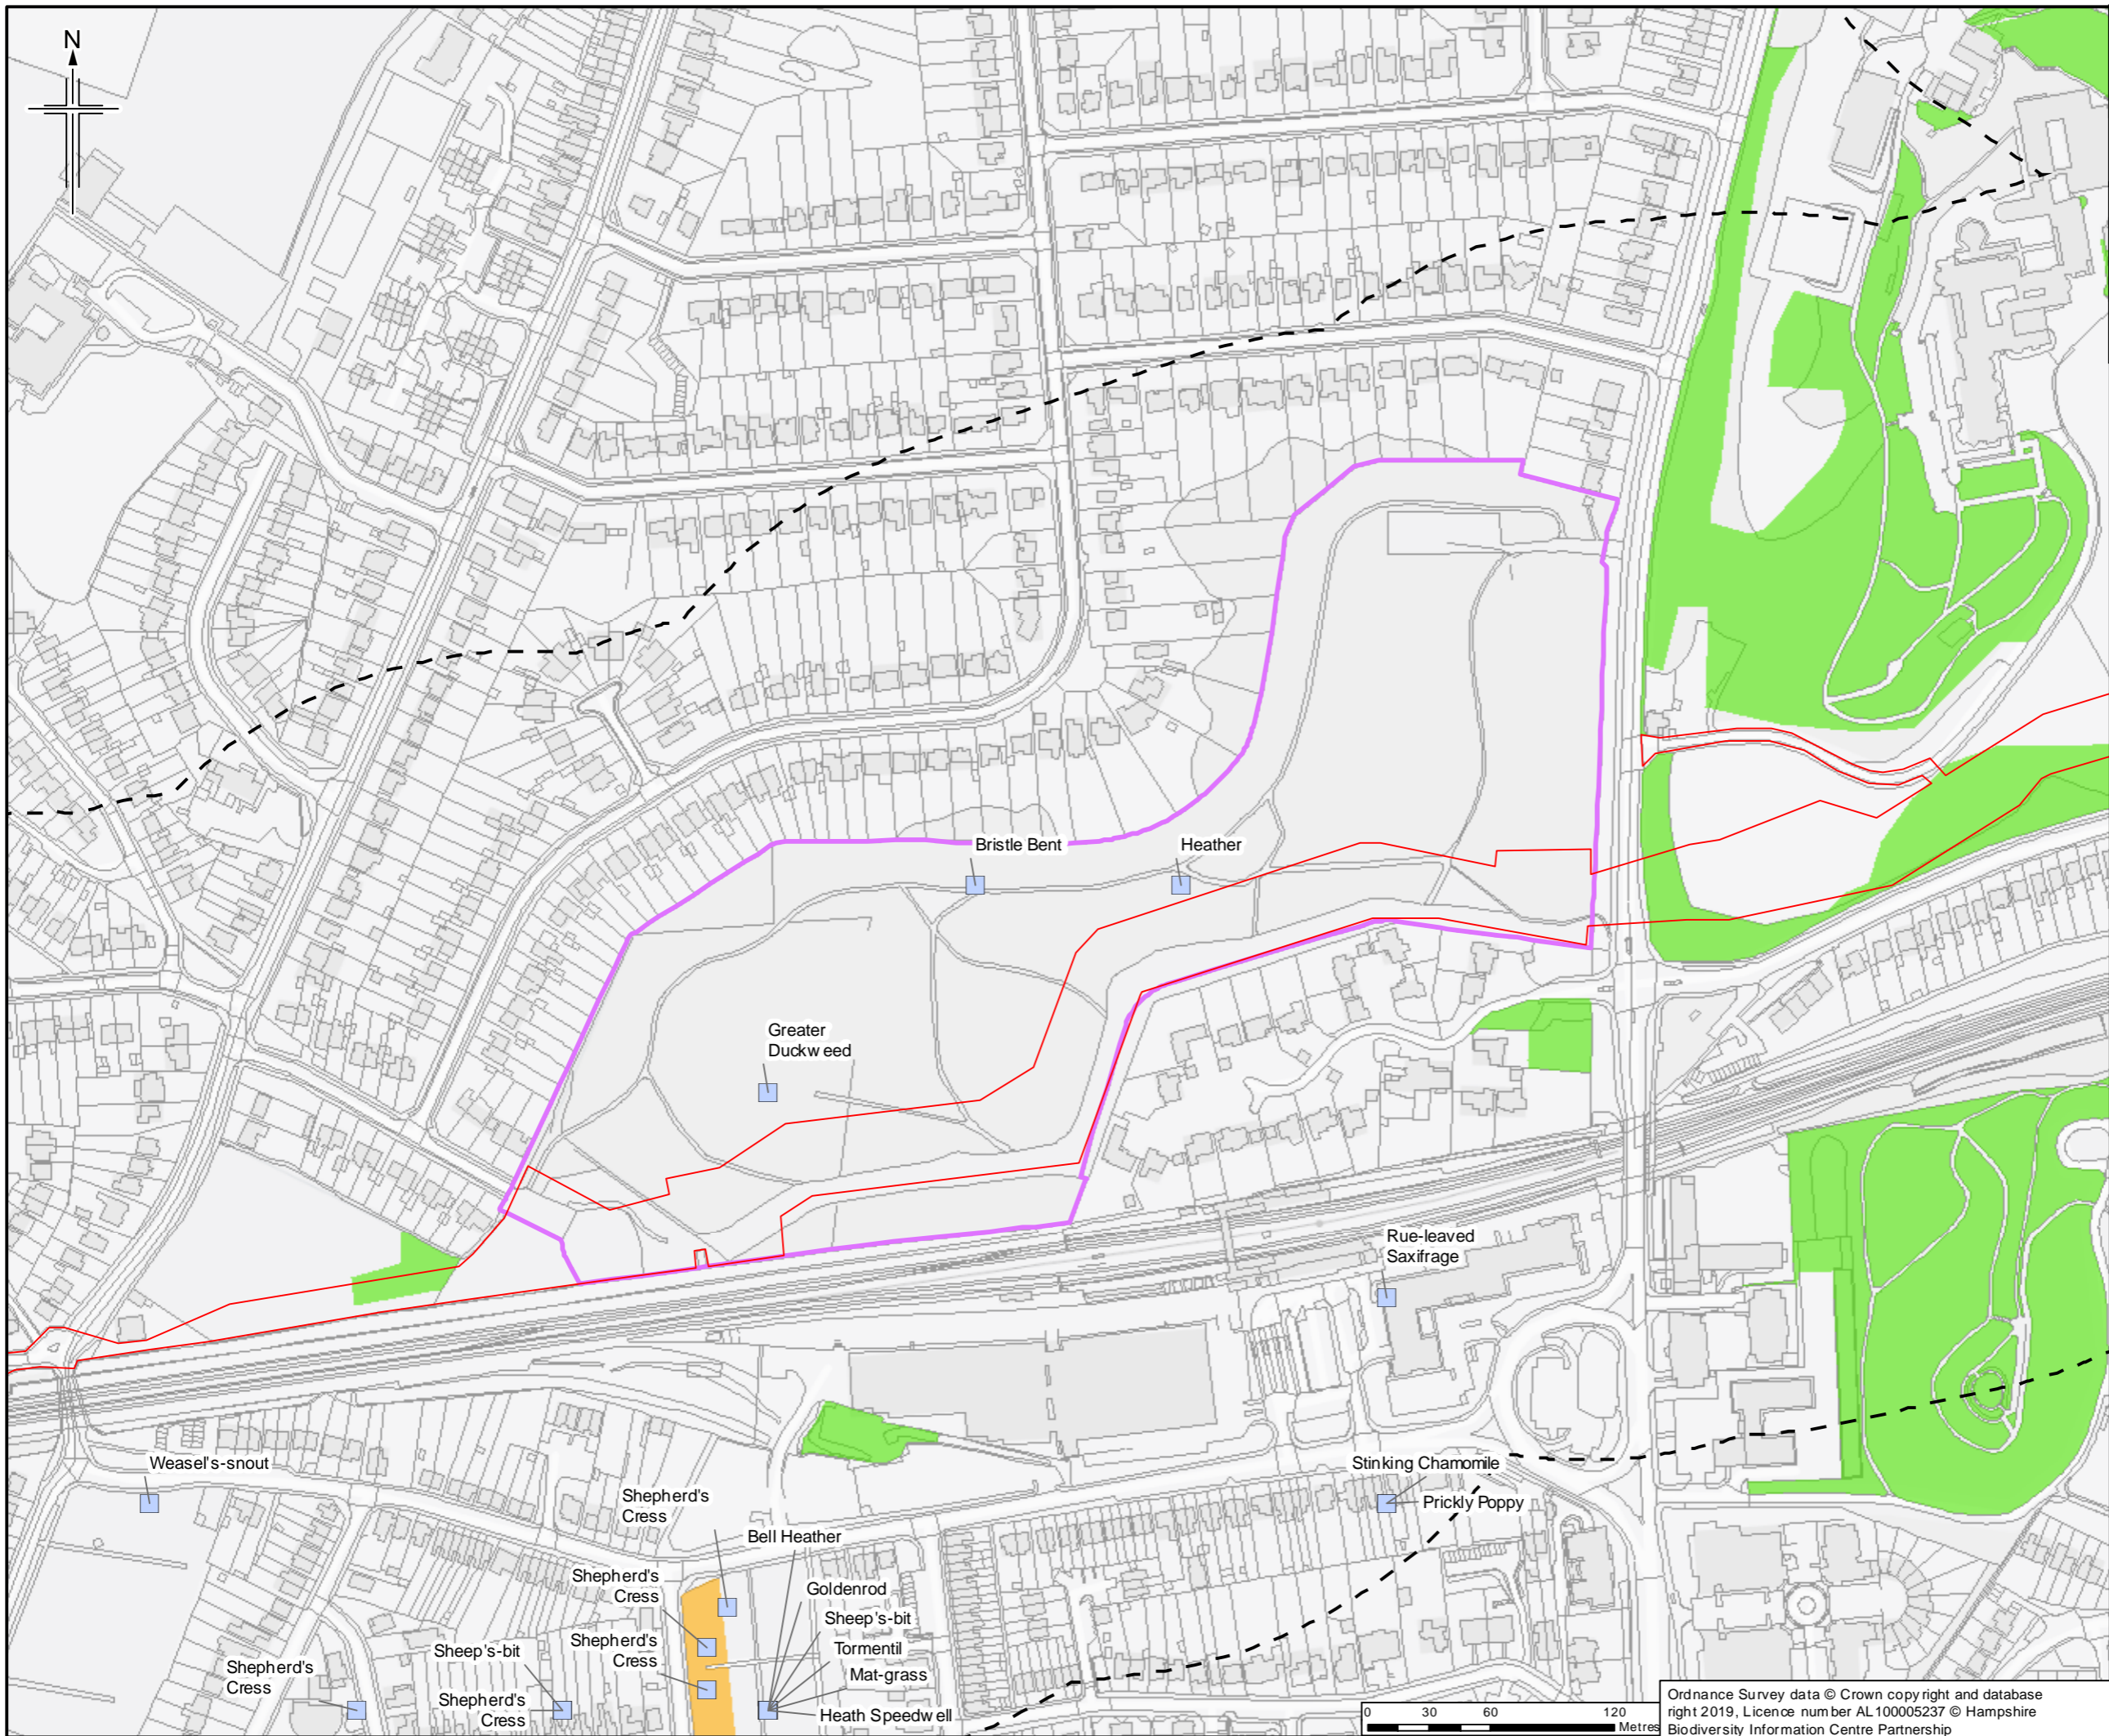 N
Bristle Bent
Heather
Greater
Duckweed
Rue-leaved
Saxifrage
Weasel's-snout
Stinking Chamomile
Prickly Poppy
Shepherd's
Cress
Bell Heather
Shepherd's
Cress
Goldenrod
Sheep's-bit
Tormentil
Mat-grass
Heath Speedwell
Shepherd's
Cress
Sheep's-bit
Shepherd's
Cress
Shepherd's
Cress
0 30 60 120
Metres
Ordnance Survey data © Crown copyright and database
right 2019, Licence number AL100005237 © Hampshire
Biodiversity Information Centre Partnership